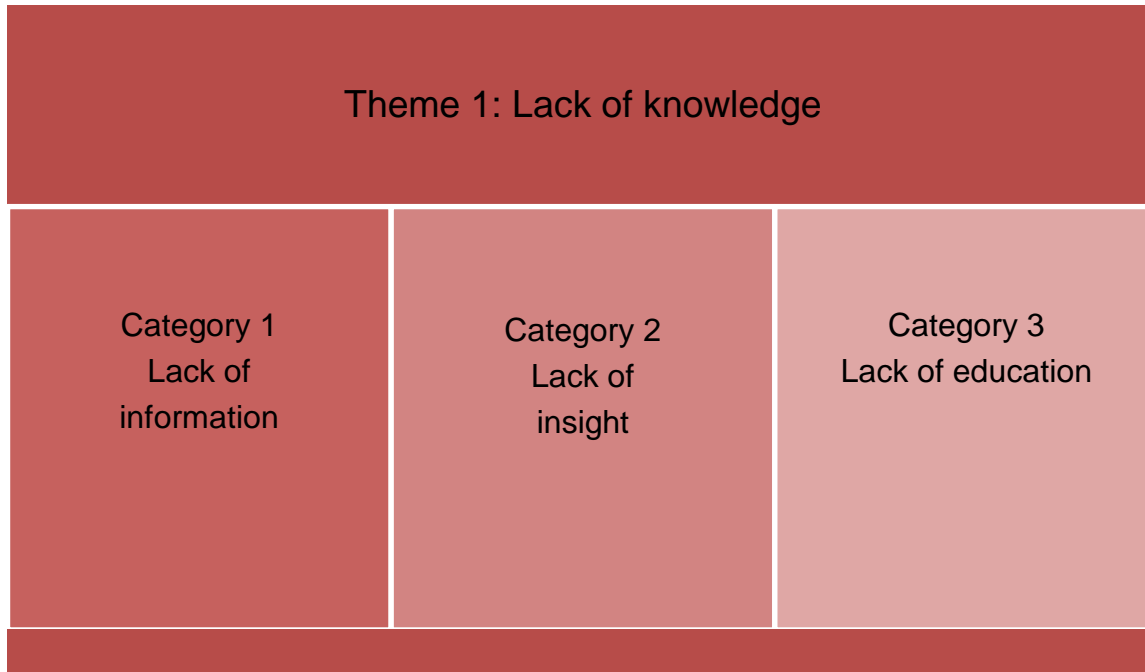 Theme 1: Lack of knowledge
Category 1
Lack of
information
Category 2
Lack of
insight
Category 3
Lack of education